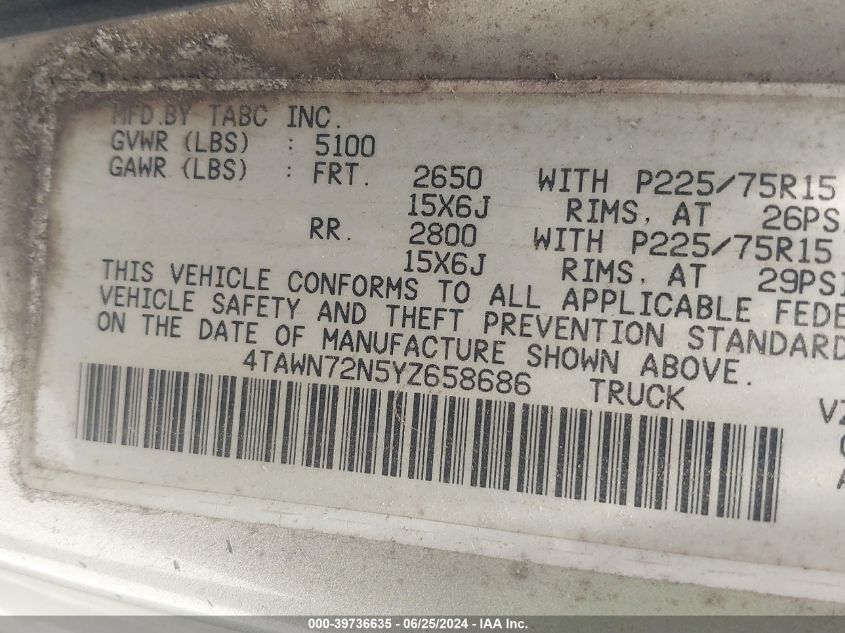 MFD.BY TABC INC.
GVWR (LBS) : 5100
GAWR (LBS) : FRT. 2650 WITH P225/75R15
15X6J RIMS, AT 26PS
RR. 2800 WITH P225/75R15
15X6J RIMS, AT 29PSI
THIS VEHICLE CONFORMS TO ALL APPLICABLE FEDE
VEHICLE SAFETY AND THEFT PREVENTION STANDARD
ON THE DATE OF MANUFACTURE SHOWN ABOVE.
4TAWN72N5YZ658686 TRUCK
VZ
000-39736635 - 06/25/2024 - IAA Inc.